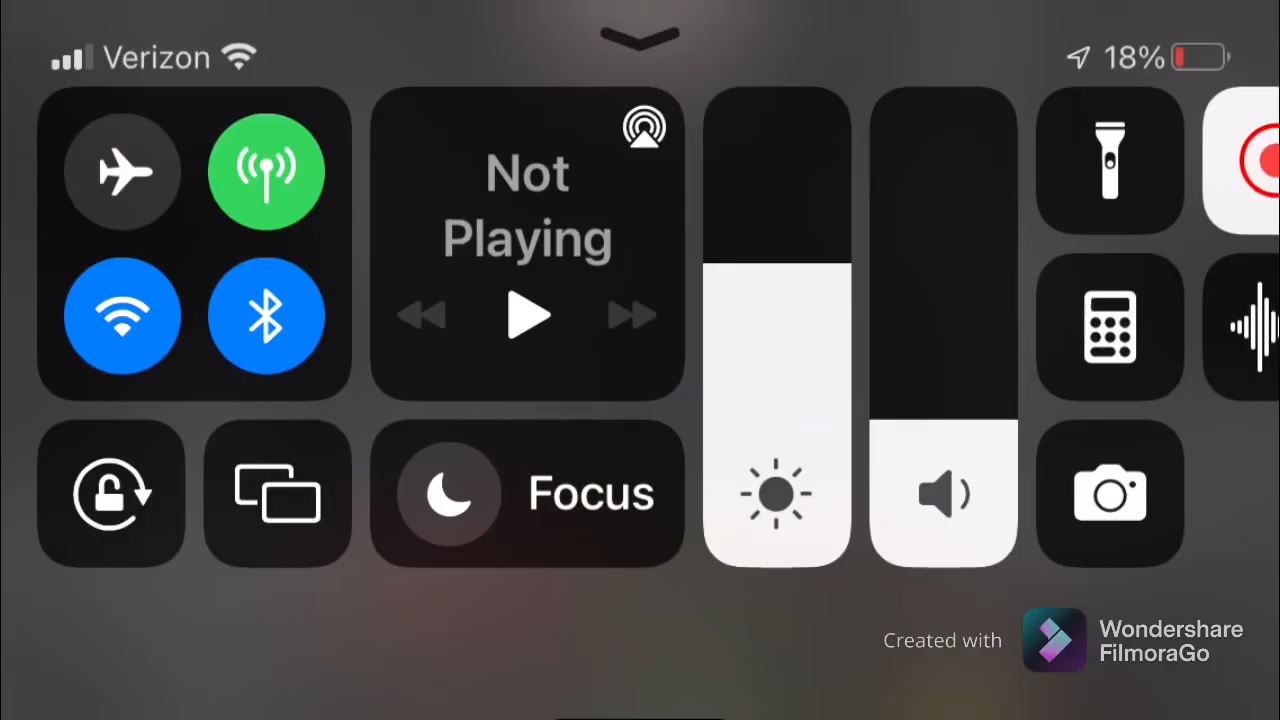 Verizon
18%
Not
Playing
Focus
Created with
Wondershare
FilmoraGo